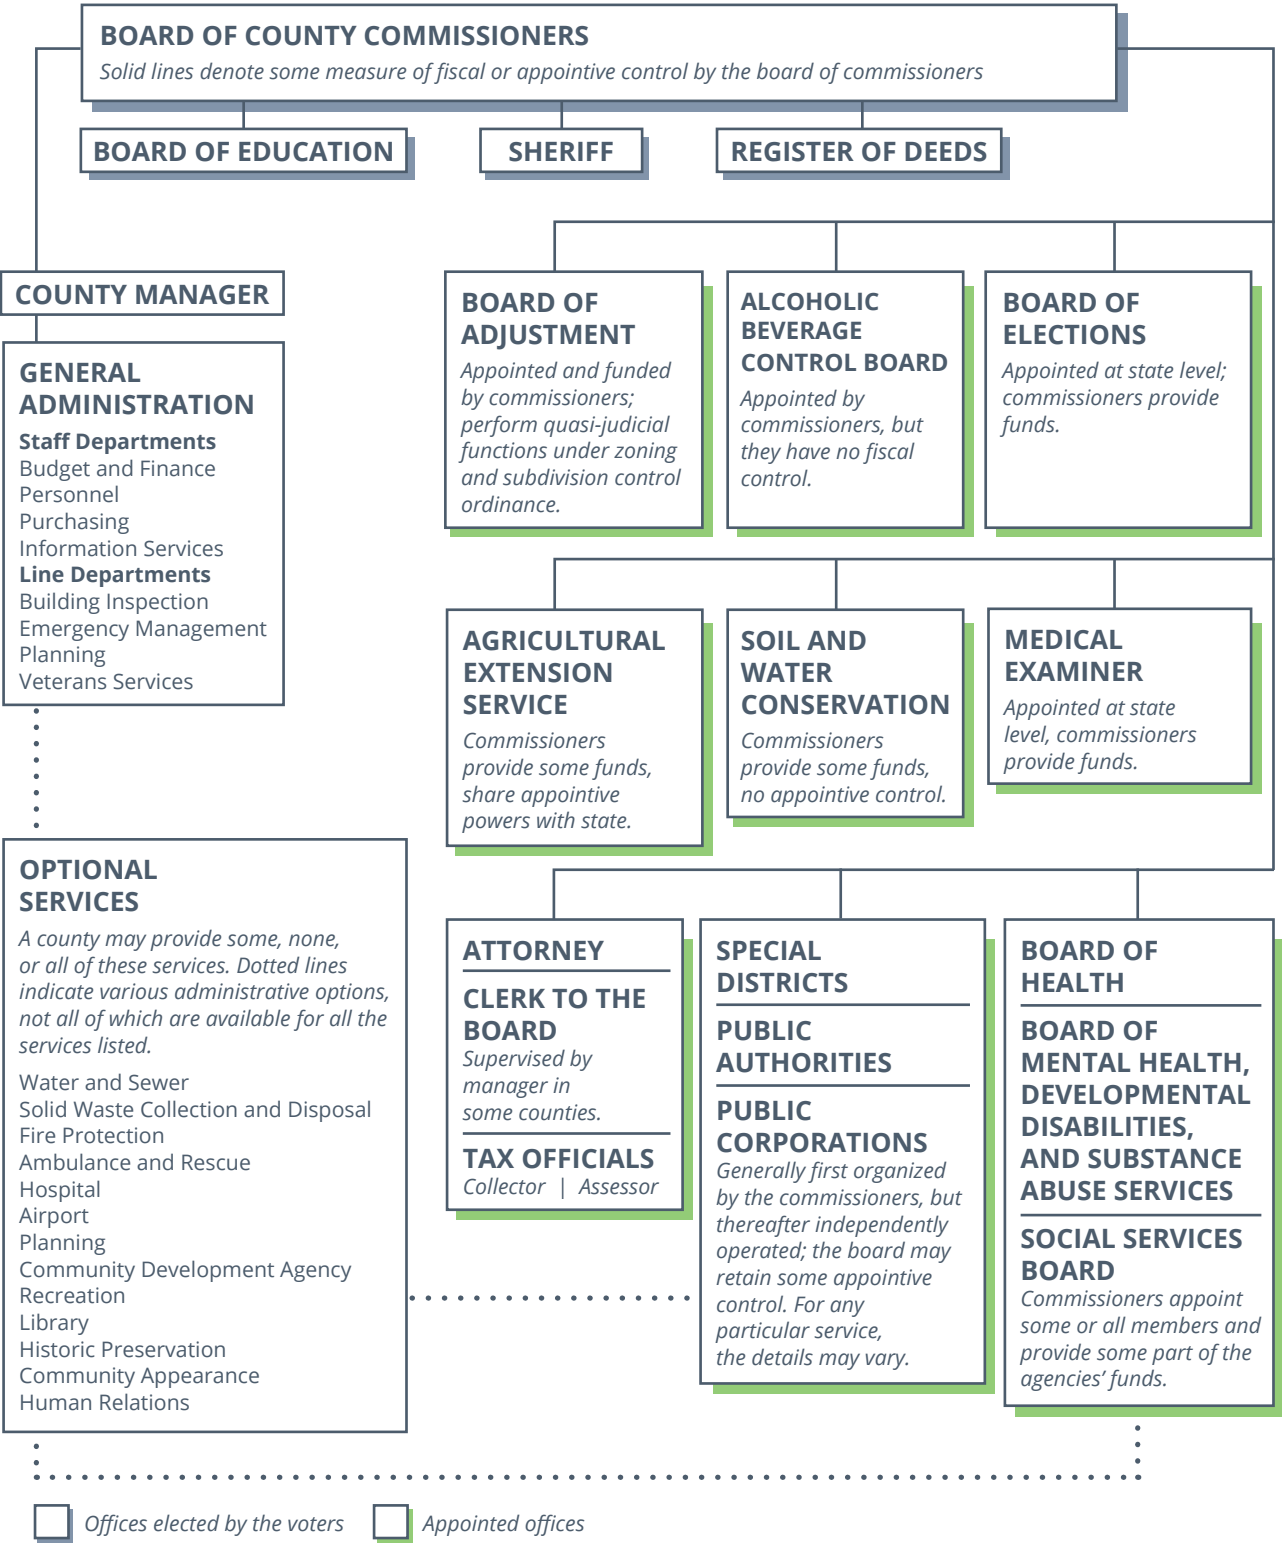 BOARD OF COUNTY COMMISSIONERS
Solid lines denote some measure of fiscal or appointive control by the board of commissioners
BOARD OF EDUCATION
SHERIFF
REGISTER OF DEEDS
COUNTY MANAGER
GENERAL
ADMINISTRATION
Staff Departments
Budget and Finance
Personnel
Purchasing
Information Services
Line Departments
Building Inspection
Emergency Management
Planning
Veterans Services
BOARD OF
ADJUSTMENT
Appointed and funded
by commissioners;
perform quasi-judicial
functions under zoning
and subdivision control
ordinance.
ALCOHOLIC
BEVERAGE
CONTROL BOARD
Appointed by
commissioners, but
they have no fiscal
control.
BOARD OF
ELECTIONS
Appointed at state level;
commissioners provide
funds.
AGRICULTURAL
EXTENSION
SERVICE
Commissioners
provide some funds,
share appointive
powers with state.
SOIL AND
WATER
CONSERVATION
Commissioners
provide some funds,
no appointive control.
MEDICAL
EXAMINER
Appointed at state
level, commissioners
provide funds.
OPTIONAL
SERVICES
A county may provide some, none,
or all of these services. Dotted lines
indicate various administrative options,
not all of which are available for all the
services listed.
Water and Sewer
Solid Waste Collection and Disposal
Fire Protection
Ambulance and Rescue
Hospital
Airport
Planning
Community Development Agency
Recreation
Library
Historic Preservation
Community Appearance
Human Relations
ATTORNEY
CLERK TO THE
BOARD
Supervised by
manager in
some counties.
TAX OFFICIALS
Collector | Assessor
SPECIAL
DISTRICTS
PUBLIC
AUTHORITIES
PUBLIC
CORPORATIONS
Generally first organized
by the commissioners, but
thereafter independently
operated; the board may
retain some appointive
control. For any
particular service,
the details may vary.
BOARD OF
HEALTH
BOARD OF
MENTAL HEALTH,
DEVELOPMENTAL
DISABILITIES,
AND SUBSTANCE
ABUSE SERVICES
SOCIAL SERVICES
BOARD
Commissioners appoint
some or all members and
provide some part of the
agencies' funds.
Offices elected by the voters
Appointed offices